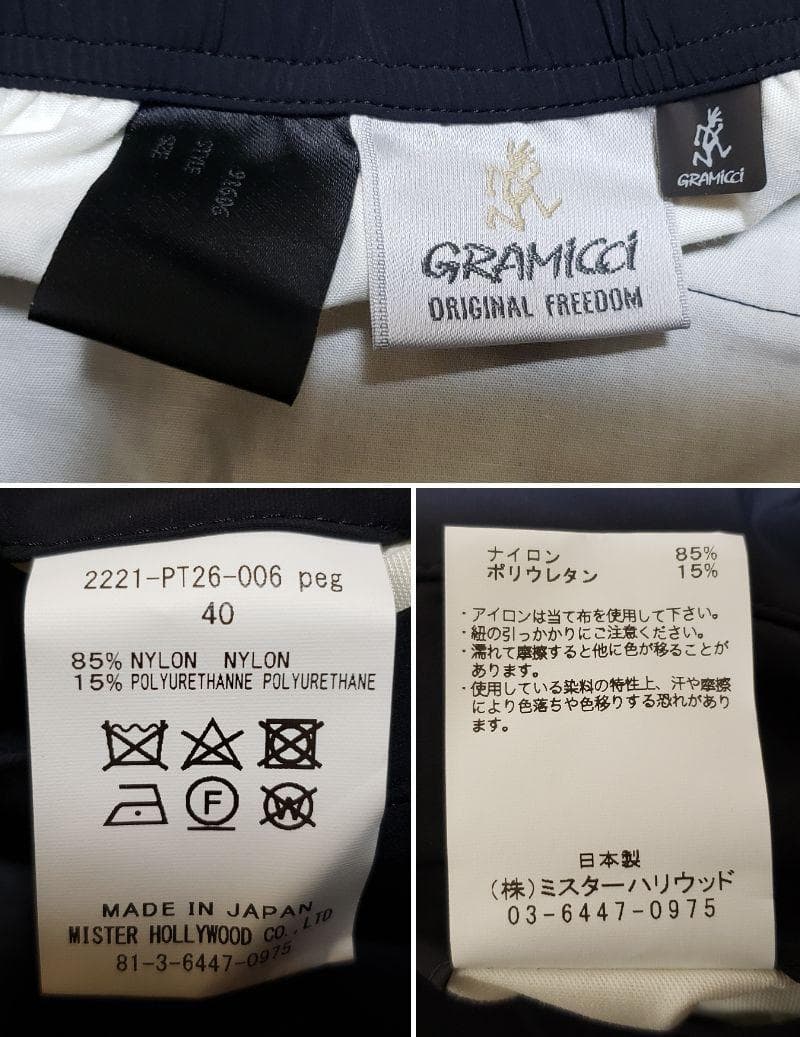 SIZE
STYLE
90916
GRAMICCi
ORIGINAL FREEDOM
GRAMICCi
2221-PT26-006 peg
40
85% NYLON NYLON
15% POLYURETHANNE POLYURETHANE
F
W
MADE IN JAPAN
MISTER HOLLYWOOD CO.,LTD
81-3-6447-0975
ナイロン 85%
ポリウレタン 15%
・アイロンは当て布を使用して下さい。
・紐の引っかかりにご注意ください。
・濡れて摩擦すると他に色が移ることが
あります。
・使用している染料の特性上、汗や摩擦
により色落ちや色移りする恐れがあり
ます。
日本製
(株)ミスターハリウッド
03-6447-0975